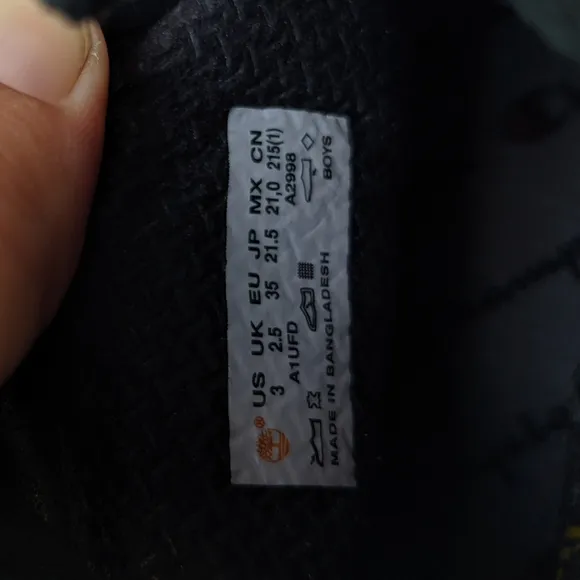 ® US UK EU JP MX CN
3 2.5 35 21.5 21,0 215(1)
A1UFD A2998
MADE IN BANGLADESH BOYS